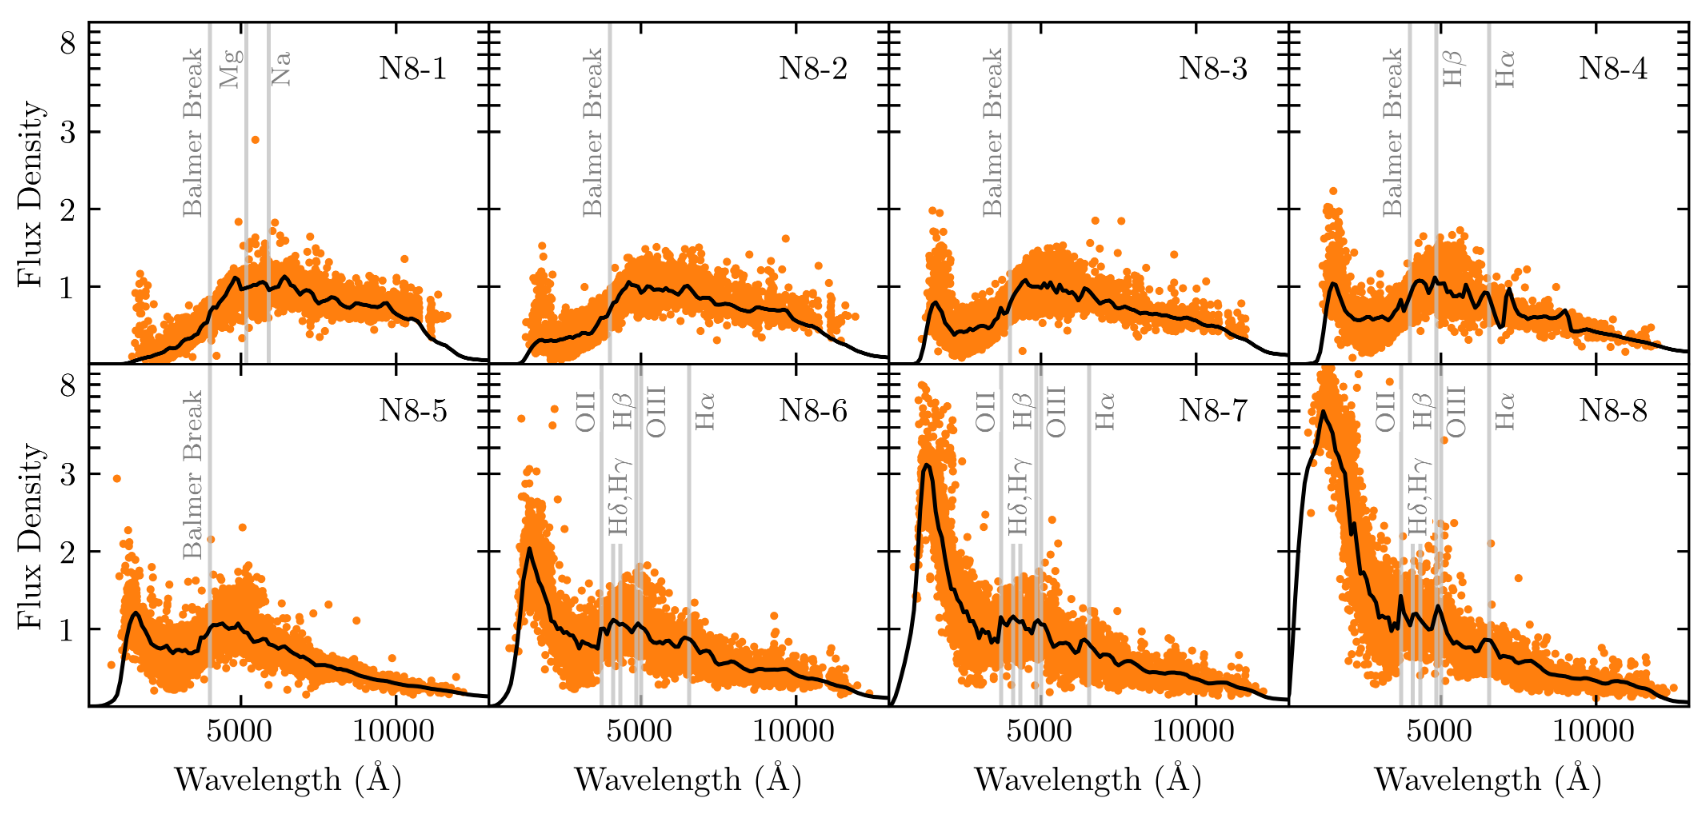 Flux Density
8
3
2
1
Balmer Break
Mg
Na
N8-1
Balmer Break
N8-2
Balmer Break
N8-3
Balmer Break
Hβ
Hα
N8-4
Flux Density
8
3
2
1
Balmer Break
N8-5
OII
Hδ,Hγ
Hβ
OIII
Hα
N8-6
OII
Hδ,Hγ
Hβ
OIII
Hα
N8-7
OII
Hδ,Hγ
Hβ
OIII
Hα
N8-8
5000 10000
5000 10000
5000 10000
5000 10000
Wavelength (Å)
Wavelength (Å)
Wavelength (Å)
Wavelength (Å)